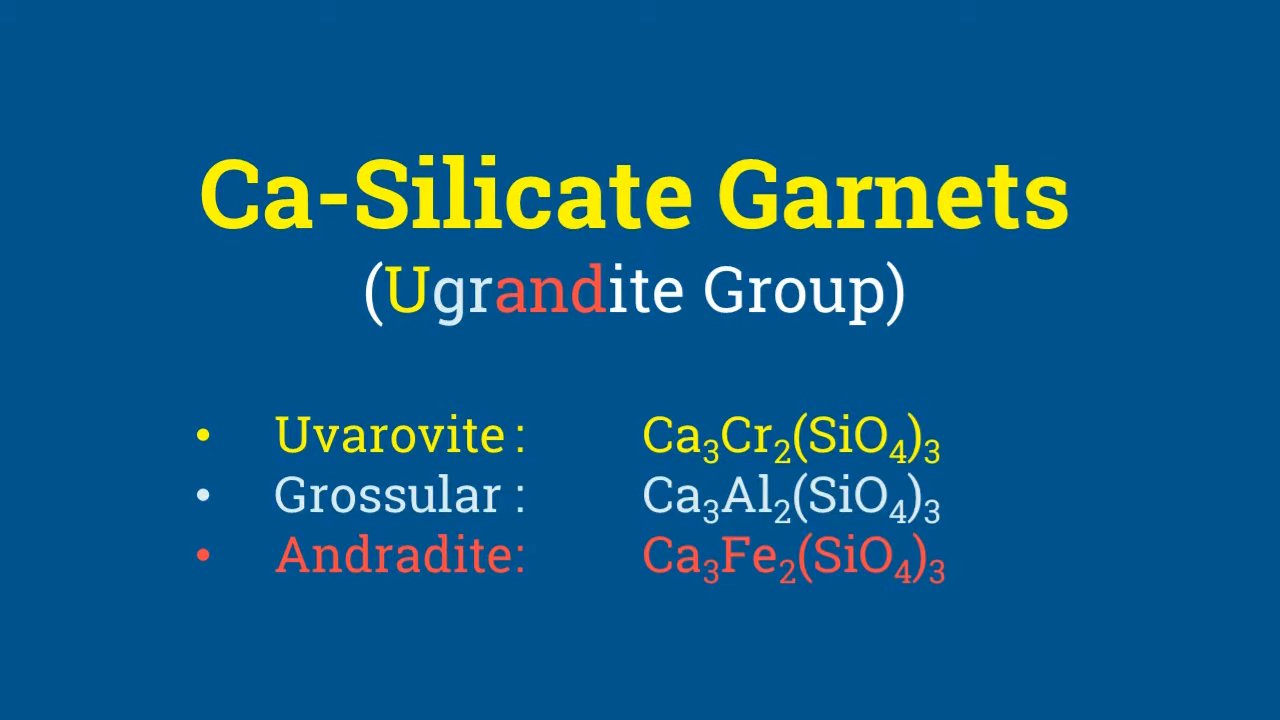 Ca-Silicate Garnets
(Ugrandite Group)
• Uvarovite : Ca₃Cr₂(SiO₄)₃
• Grossular : Ca₃Al₂(SiO₄)₃
• Andradite: Ca₃Fe₂(SiO₄)₃